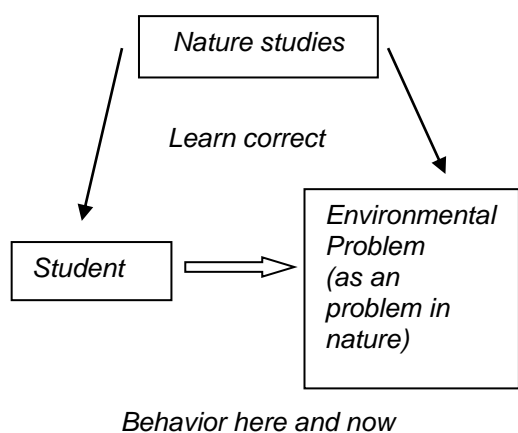 Nature studies
Learn correct
Student
Environmental
Problem
(as an
problem in
nature)
Behavior here and now